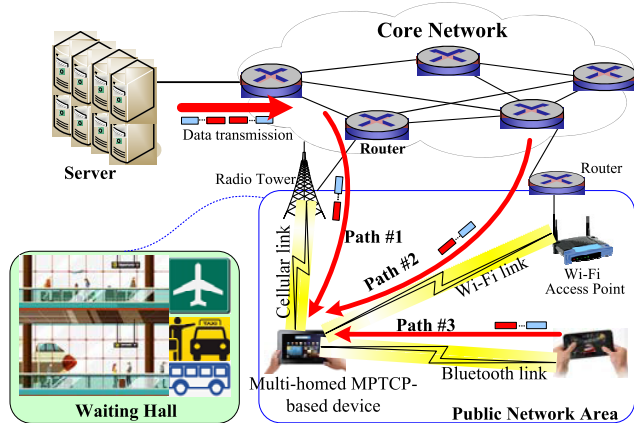 Core Network
Data transmission
Server
Router
Router
Radio Tower
Path #1
Cellular link
Path #2
Wi-Fi link
Wi-Fi
Access Point
Path #3
Multi-homed MPTCP-
based device
Bluetooth link
TAXI
Waiting Hall
Public Network Area